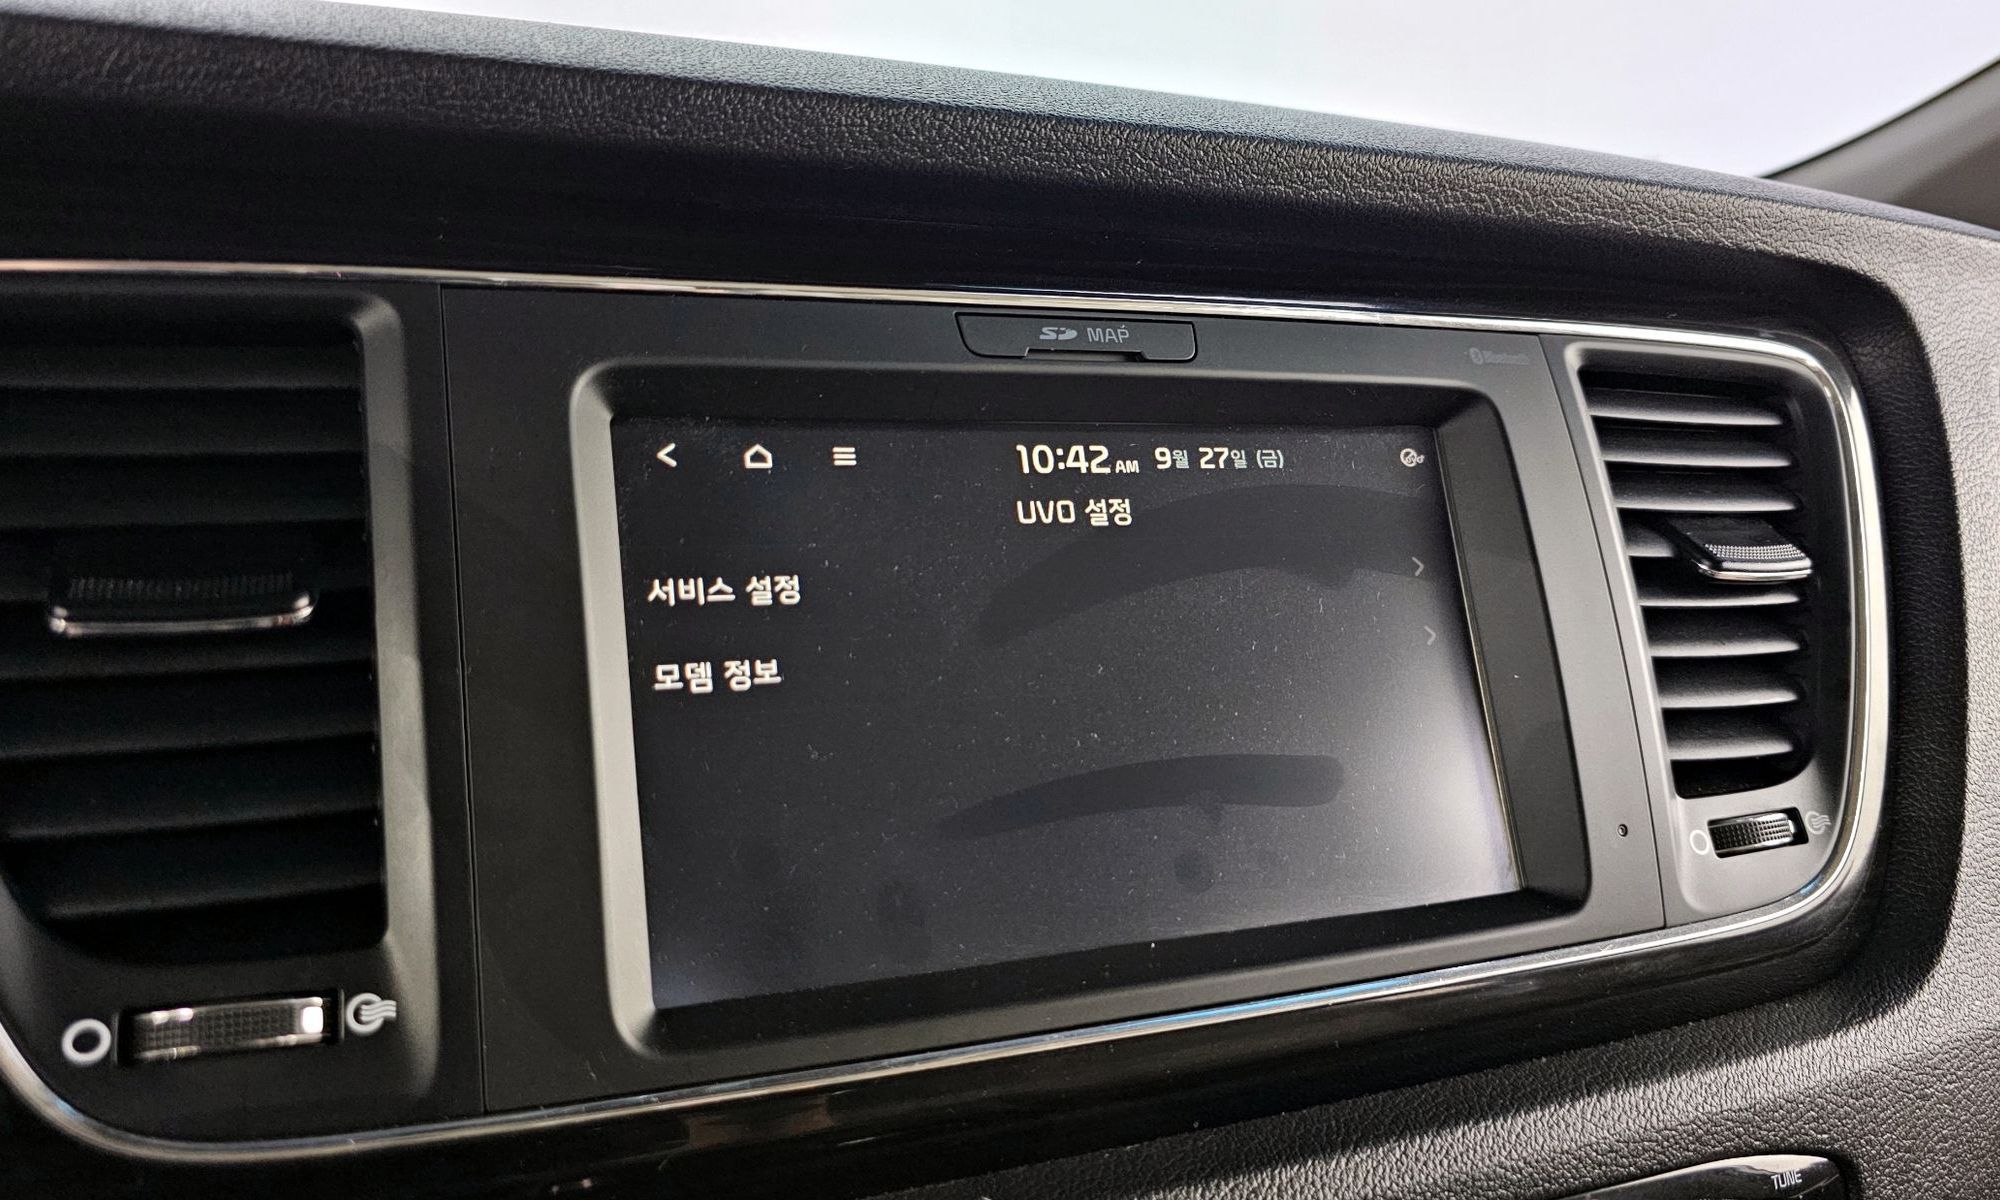 SD MAP
Bluetooth
10:42 AM 9월 27일 (금)
UVO 설정
서비스 설정
모뎀 정보
TUNE